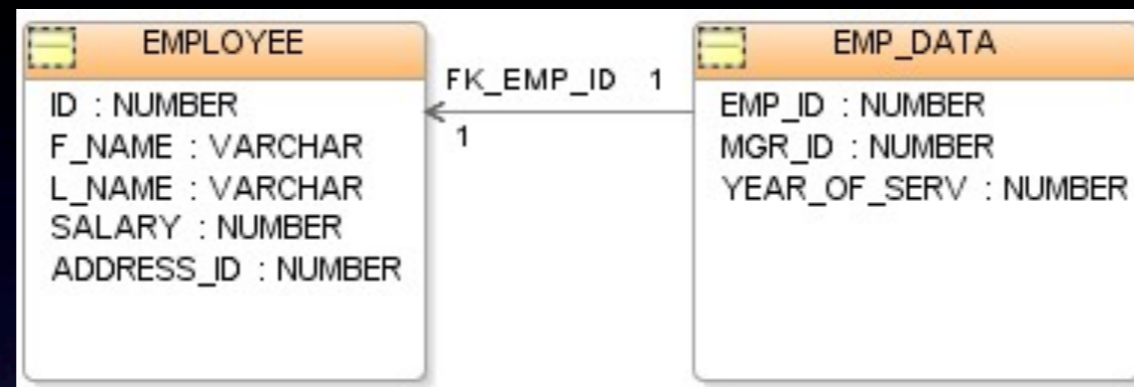 EMPLOYEE
ID : NUMBER
F_NAME : VARCHAR
L_NAME : VARCHAR
SALARY : NUMBER
ADDRESS_ID : NUMBER
FK_EMP_ID 1
1
EMP_DATA
EMP_ID : NUMBER
MGR_ID : NUMBER
YEAR_OF_SERV : NUMBER